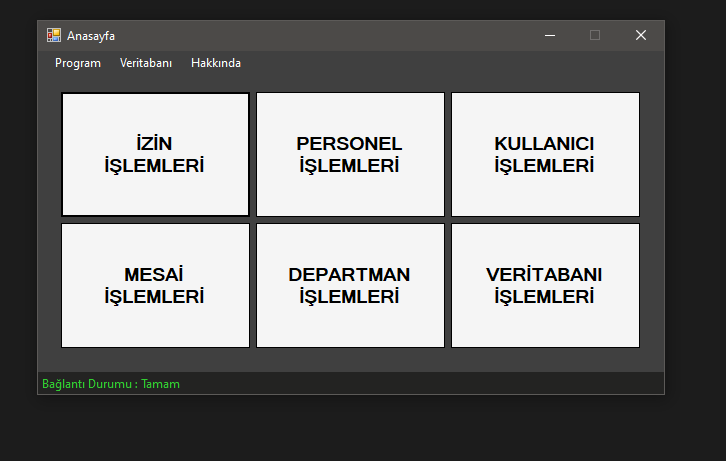 Anasayfa
Program Veritabanı Hakkında
İZİN
İŞLEMLERİ
PERSONEL
İŞLEMLERİ
KULLANICI
İŞLEMLERİ
MESAİ
İŞLEMLERİ
DEPARTMAN
İŞLEMLERİ
VERİTABANI
İŞLEMLERİ
Bağlantı Durumu : Tamam